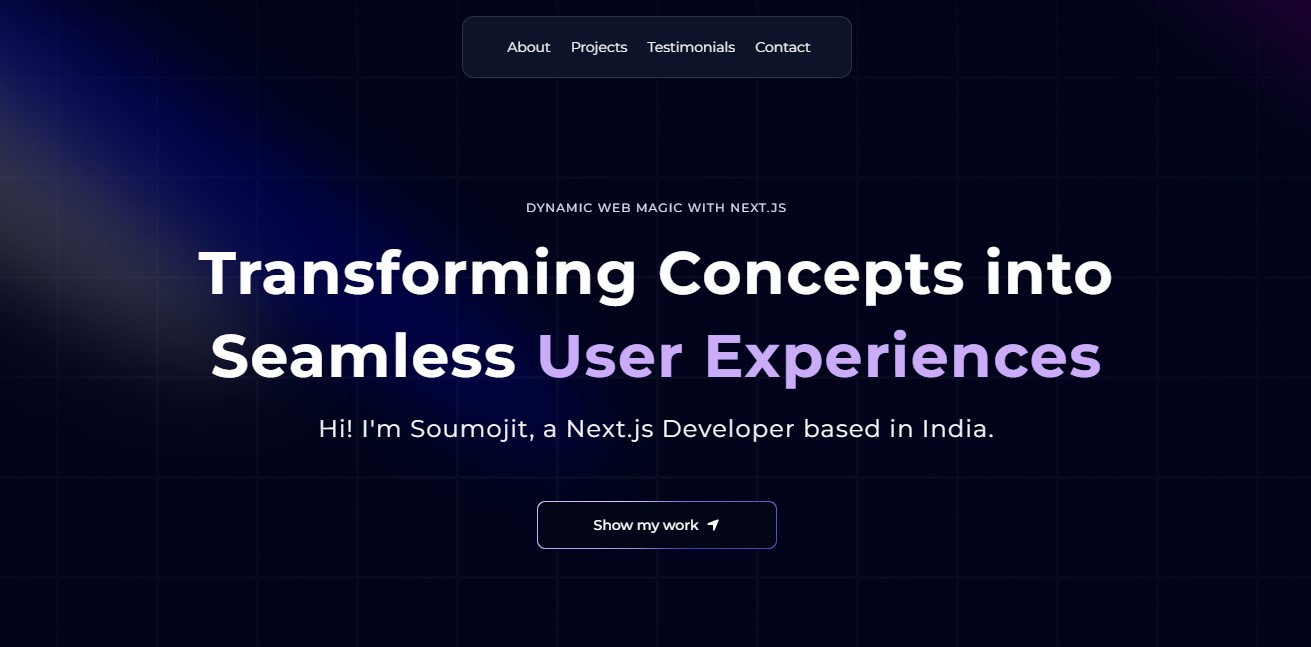 About Projects Testimonials Contact
DYNAMIC WEB MAGIC WITH NEXT.JS
Transforming Concepts into
Seamless User Experiences
Hi! I'm Soumojit, a Next.js Developer based in India.
Show my work